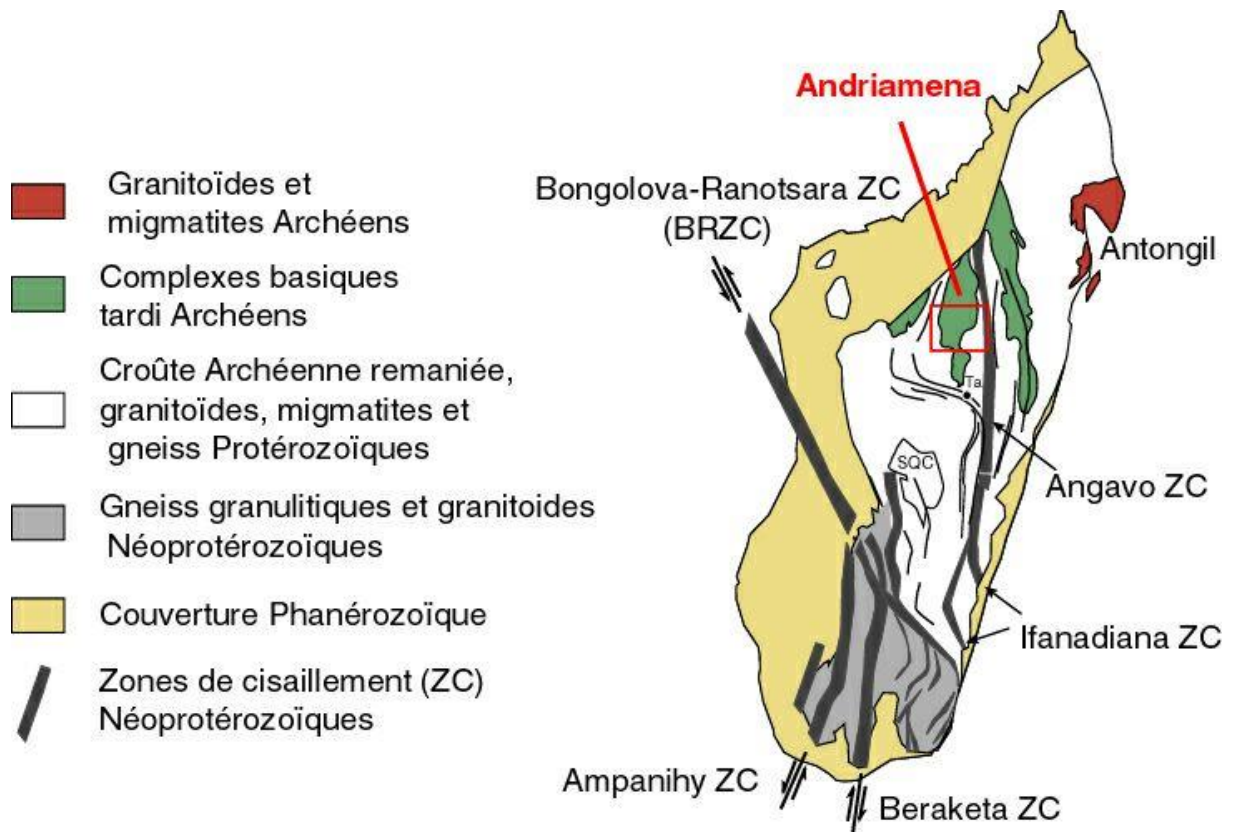 Andriamena
Bongolova-Ranotsara ZC
(BRZC)
Granitoïdes et
migmatites Archéens
Antongil
Complexes basiques
tardi Archéens
Croûte Archéenne remaniée,
granitoïdes, migmatites et
gneiss Protérozoïques
Ta
SQC
Angavo ZC
Gneiss granulitiques et granitoides
Néoprotérozoïques
Couverture Phanérozoïque
Ifanadiana ZC
Zones de cisaillement (ZC)
Néoprotérozoïques
Ampanihy ZC
Beraketa ZC